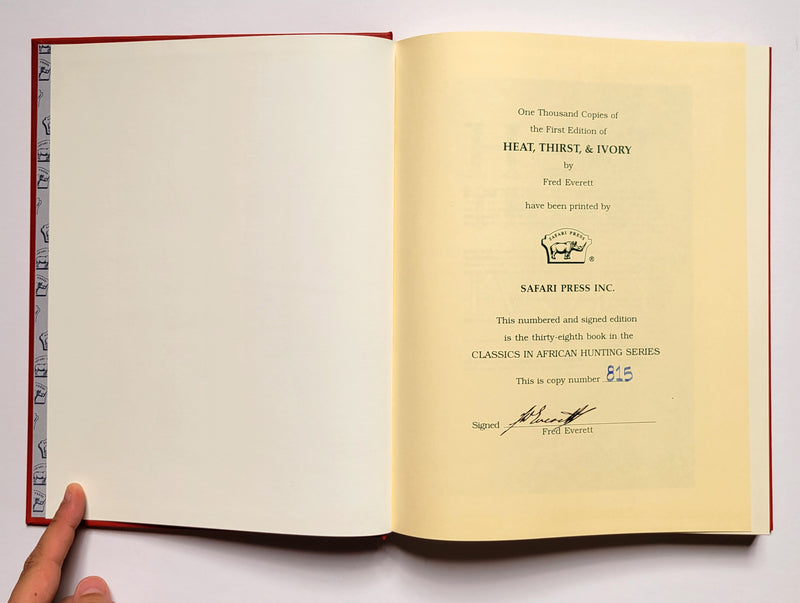 One Thousand Copies of
the First Edition of
HEAT, THIRST, & IVORY
by
Fred Everett
have been printed by
SAFARI PRESS
®
SAFARI PRESS INC.
This numbered and signed edition
is the thirty-eighth book in the
CLASSICS IN AFRICAN HUNTING SERIES
This is copy number 815
Signed
Fred Everett